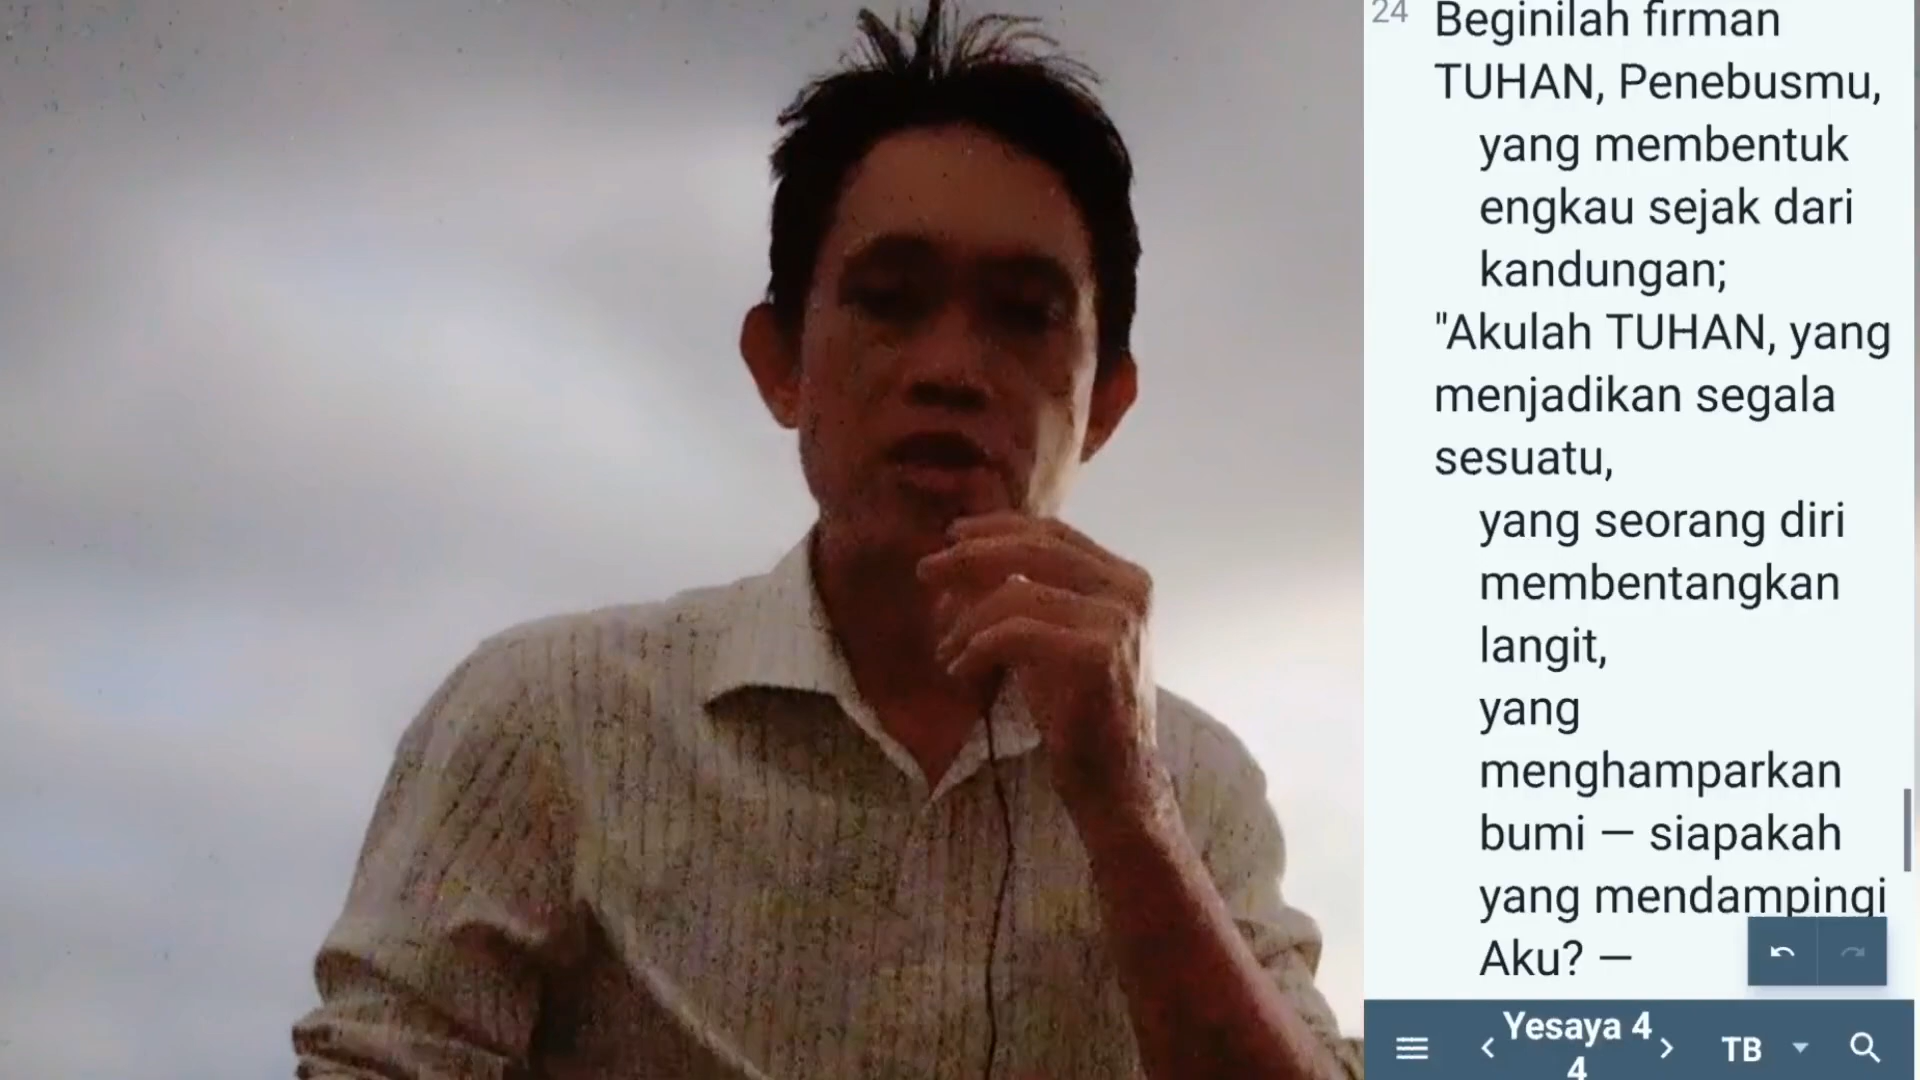 24 Beginilah firman
TUHAN, Penebusmu,
yang membentuk
engkau sejak dari
kandungan;
"Akulah TUHAN, yang
menjadikan segala
sesuatu,
yang seorang diri
membentangkan
langit,
yang
menghamparkan
bumi — siapakah
yang mendampingi
Aku? —
Yesaya 4
4
TB